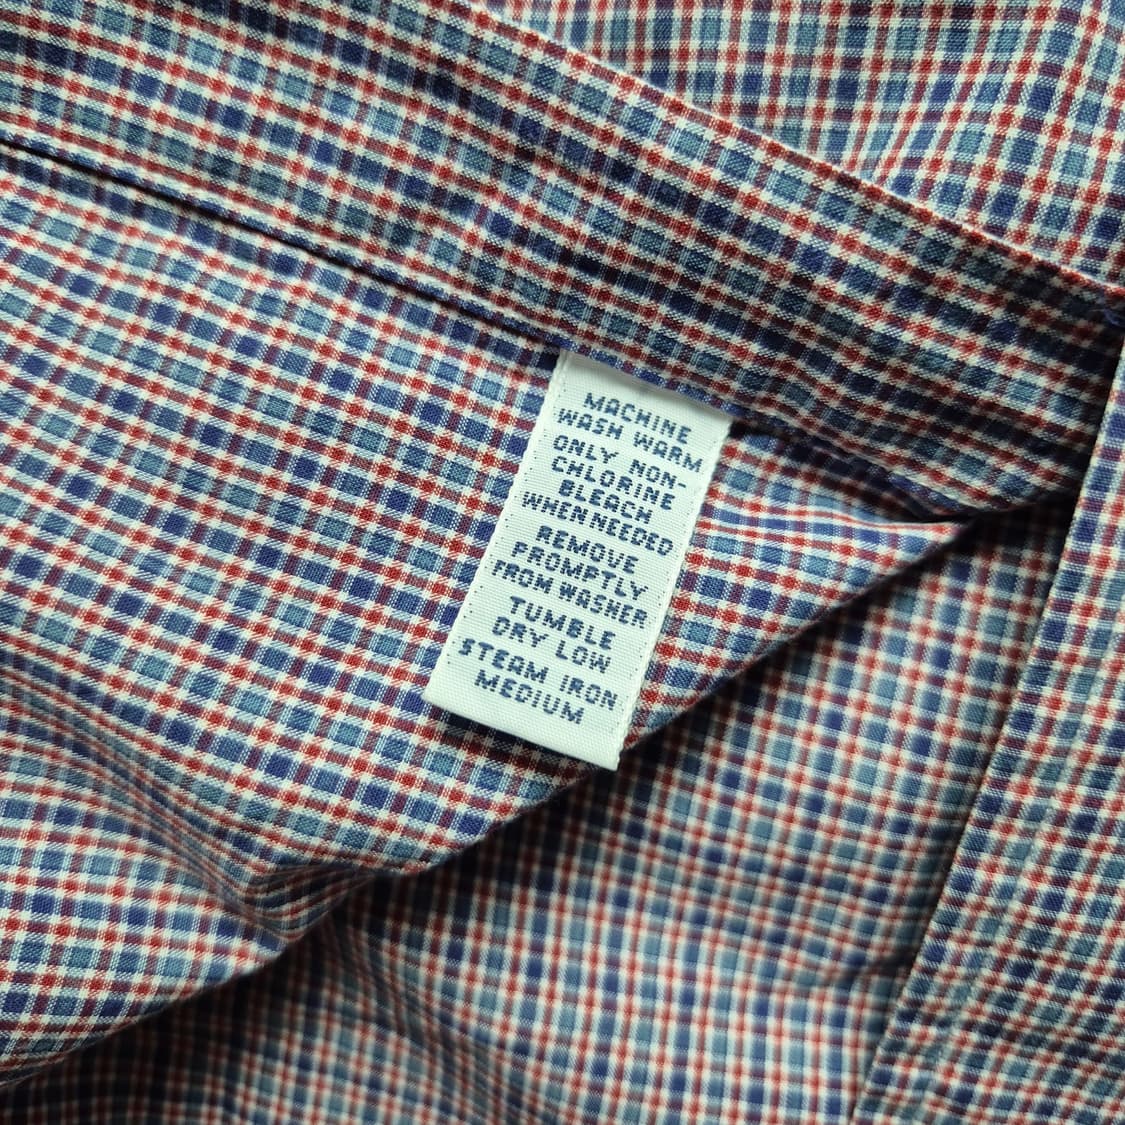 MACHINE
WASH WARM
ONLY NON-
CHLORINE
BLEACH
WHEN NEEDED
REMOVE
PROMPTLY
FROM WASHER
TUMBLE
DRY LOW
STEAM IRON
MEDIUM